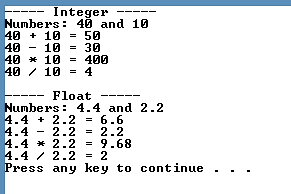 ----- Integer -----
Numbers: 40 and 10
40 + 10 = 50
40 - 10 = 30
40 * 10 = 400
40 / 10 = 4
----- Float -----
Numbers: 4.4 and 2.2
4.4 + 2.2 = 6.6
4.4 - 2.2 = 2.2
4.4 * 2.2 = 9.68
4.4 / 2.2 = 2
Press any key to continue . . .